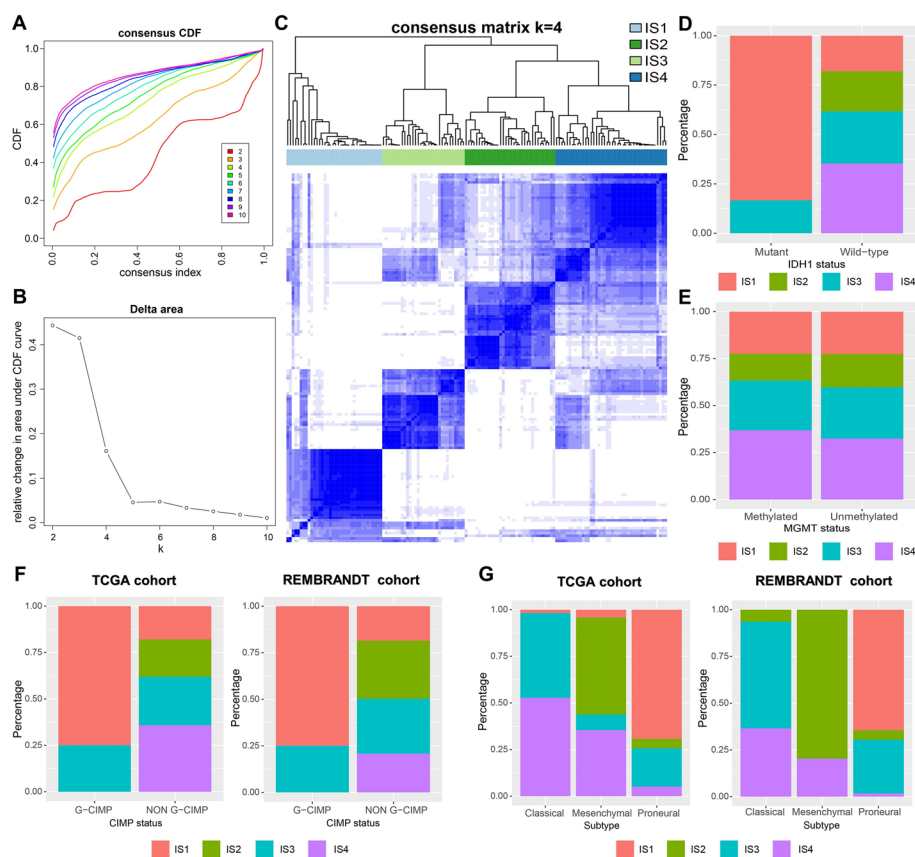 A
consensus CDF
CDF
1.0
0.8
0.6
0.4
0.2
0.0
2
3
4
5
6
7
8
9
10
0.0 0.2 0.4 0.6 0.8 1.0
consensus index
B
Delta area
relative change in area under CDF curve
0.4
0.3
0.2
0.1
0.0
2 4 6 8 10
k
C
consensus matrix k=4
IS1
IS2
IS3
IS4
D
Percentage
1.00
0.75
0.50
0.25
0.00
Mutant Wild-type
IDH1 status
IS1 IS2 IS3 IS4
E
Percentage
1.00
0.75
0.50
0.25
0.00
Methylated Unmethylated
MGMT status
IS1 IS2 IS3 IS4
F
TCGA cohort
Percentage
1.00
0.75
0.50
0.25
0.00
G-CIMP NON G-CIMP
CIMP status
REMBRANDT cohort
Percentage
1.00
0.75
0.50
0.25
0.00
G-CIMP NON G-CIMP
CIMP status
IS1 IS2 IS3 IS4
G
TCGA cohort
Percentage
1.00
0.75
0.50
0.25
0.00
Classical Mesenchymal Proneural
Subtype
REMBRANDT cohort
Percentage
1.00
0.75
0.50
0.25
0.00
Classical Mesenchymal Proneural
Subtype
IS1 IS2 IS3 IS4